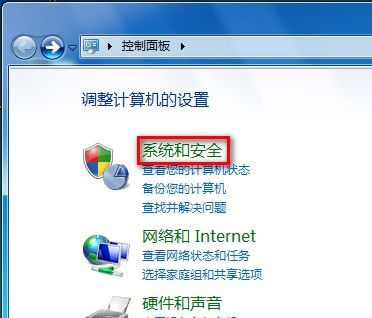 控制面板
调整计算机的设置
系统和安全
查看您的计算机状态
备份您的计算机
查找并解决问题
网络和 Internet
查看网络状态和任务
选择家庭组和共享选项
硬件和声音